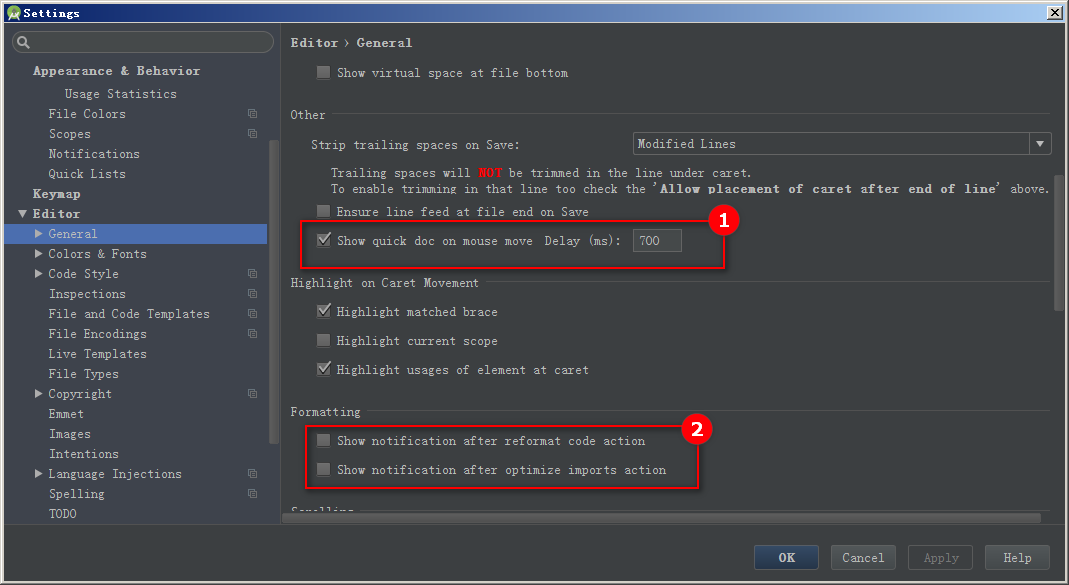 Settings
Appearance & Behavior
Usage Statistics
File Colors
Scopes
Notifications
Quick Lists
Keymap
Editor
General
Colors & Fonts
Code Style
Inspections
File and Code Templates
File Encodings
Live Templates
File Types
Copyright
Emmet
Images
Intentions
Language Injections
Spelling
TODO
Editor › General
Show virtual space at file bottom
Other
Strip trailing spaces on Save: Modified Lines
Trailing spaces will NOT be trimmed in the line under caret.
To enable trimming in that line too check the 'Allow placement of caret after end of line' above.
Ensure line feed at file end on Save
1
Show quick doc on mouse move Delay (ms): 700
Highlight on Caret Movement
Highlight matched brace
Highlight current scope
Highlight usages of element at caret
Formatting
2
Show notification after reformat code action
Show notification after optimize imports action
Scrolling
OK Cancel Apply Help